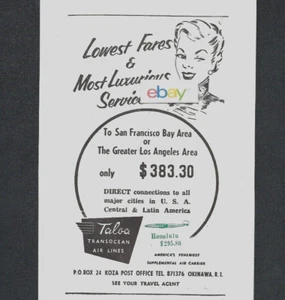 Lowest Fares
&
Most Luxurious
Service
ebay
To San Francisco Bay Area
or
The Greater Los Angeles Area
only $383.30
DIRECT connections to all
major cities in U. S. A.
Central & Latin America
Taloa
TRANSOCEAN
AIR LINES
Honolulu
$295.80
AMERICA'S FOREMOST
SUPPLEMENTAL AIR CARRIER
P.O.BOX 24 KOZA POST OFFICE TEL. 871376 OKINAWA, R. I.
SEE YOUR TRAVEL AGENT